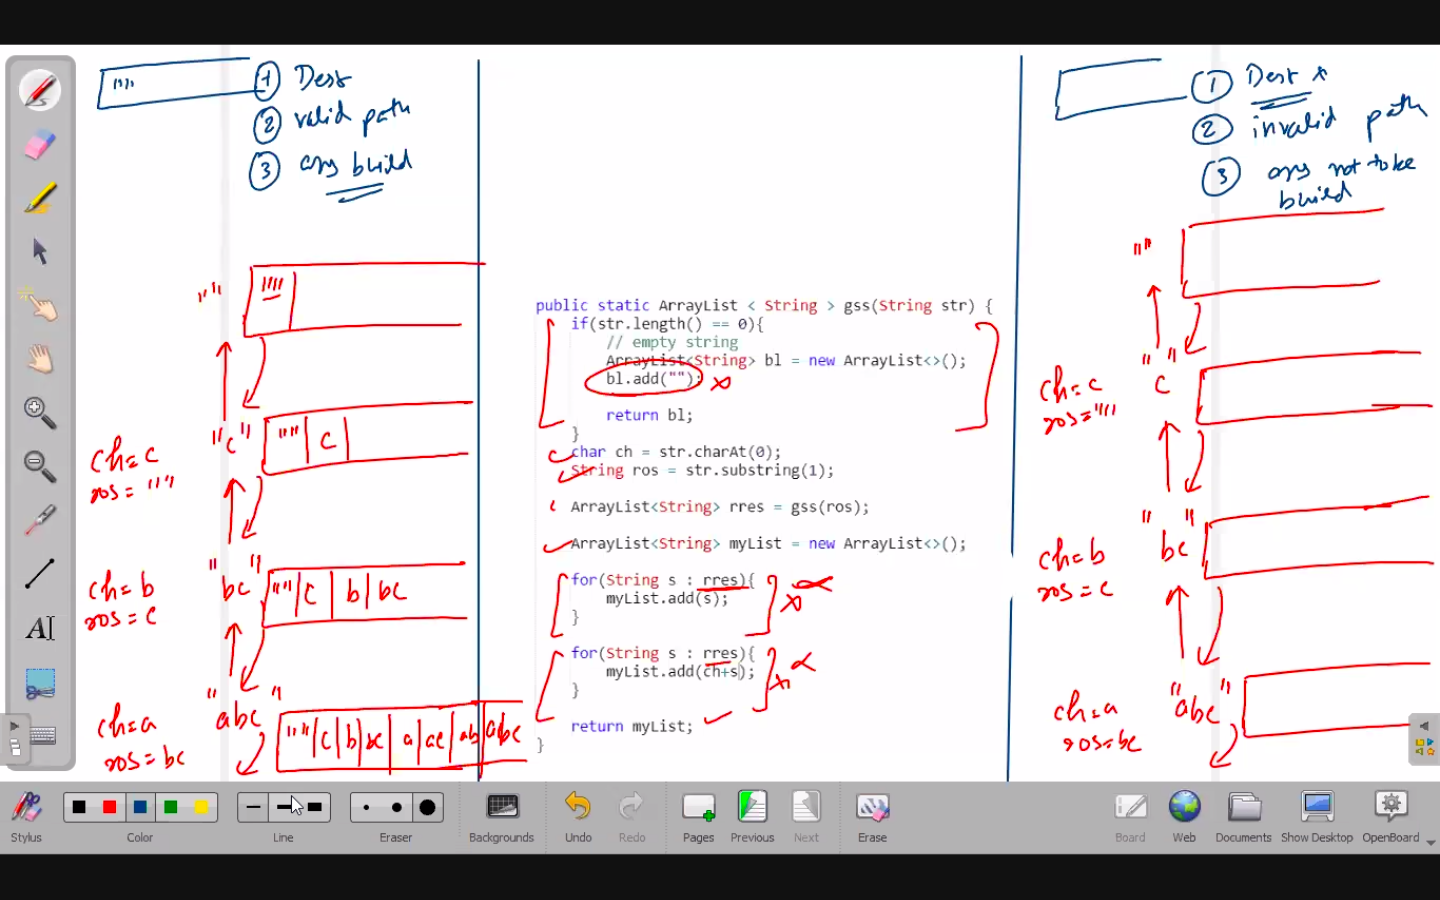 ""
① Dest
② valid path
③ ans build
"" ""
ch=c
ros = ""
"c" "" | c |
ch=b
ros=c
"bc" "" | c | b | bc
ch=a
ros=bc
"abc" "" | c | b | bc | a | ac | ab | abc
public static ArrayList < String > gss(String str) {
if(str.length() == 0){
// empty string
ArrayList<String> bl = new ArrayList<>();
bl.add("");
return bl;
}
char ch = str.charAt(0);
String ros = str.substring(1);
ArrayList<String> rres = gss(ros);
ArrayList<String> myList = new ArrayList<>();
for(String s : rres){
myList.add(s);
}
for(String s : rres){
myList.add(ch+s);
}
return myList;
}
① Dest x
② invalid path
③ ans not to be
build
""
ch=c
ros=""
"c"
ch=b
ros=c
"bc"
ch=a
ros=bc
"abc"
Stylus
Color
Line
Eraser
Backgrounds
Undo
Redo
Pages
Previous
Next
Erase
Board
Web
Documents
Show Desktop
OpenBoard